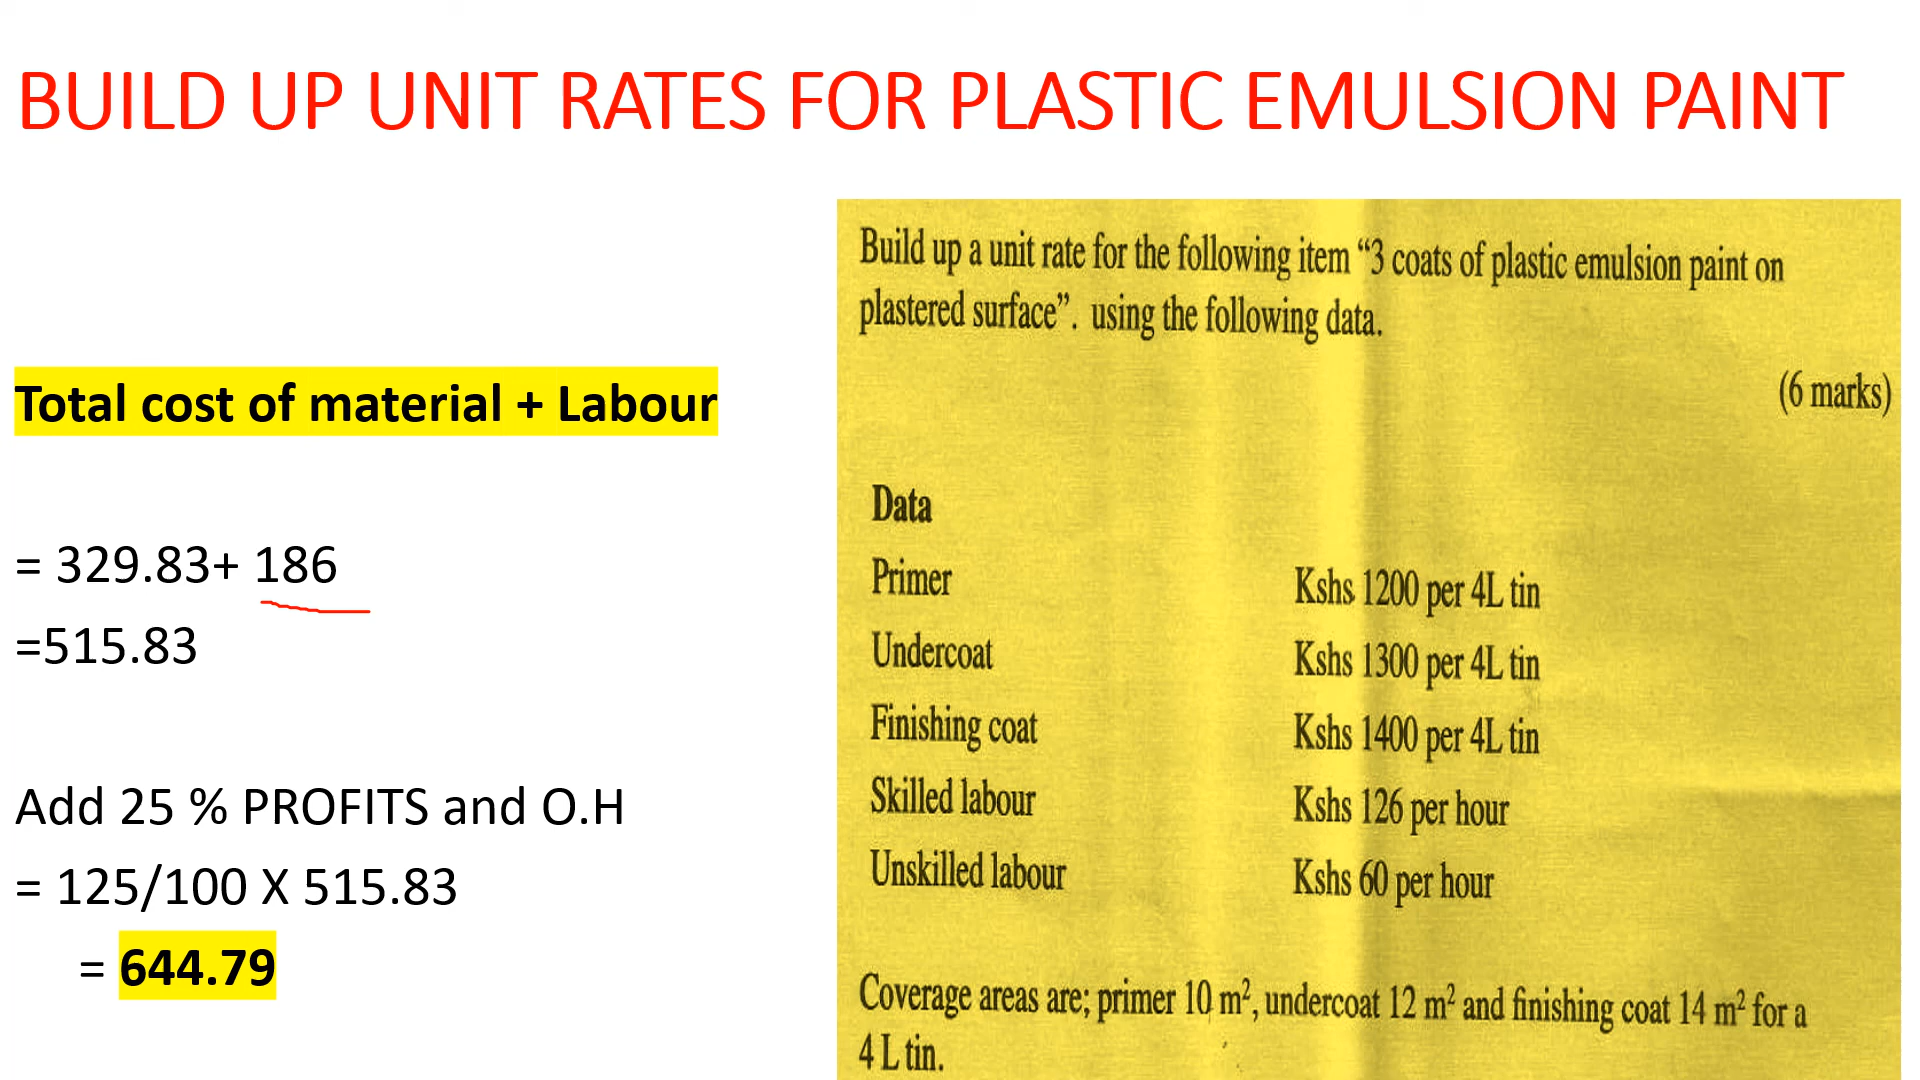 BUILD UP UNIT RATES FOR PLASTIC EMULSION PAINT
Total cost of material + Labour
= 329.83+ 186
=515.83
Add 25 % PROFITS and O.H
= 125/100 X 515.83
= 644.79
Build up a unit rate for the following item “3 coats of plastic emulsion paint on
plastered surface”. using the following data.
(6 marks)
Data
Primer Kshs 1200 per 4L tin
Undercoat Kshs 1300 per 4L tin
Finishing coat Kshs 1400 per 4L tin
Skilled labour Kshs 126 per hour
Unskilled labour Kshs 60 per hour
Coverage areas are; primer 10 m², undercoat 12 m² and finishing coat 14 m² for a
4 L tin.